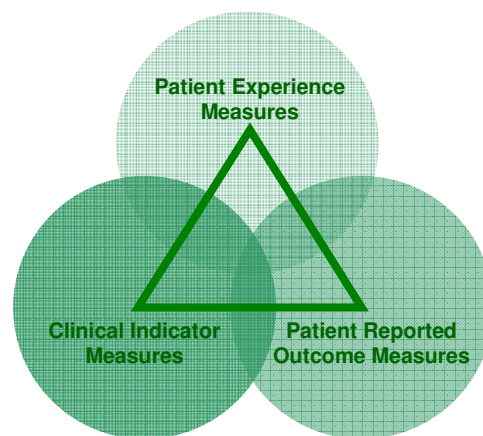 Patient Experience
Measures
Clinical Indicator
Measures
Patient Reported
Outcome Measures